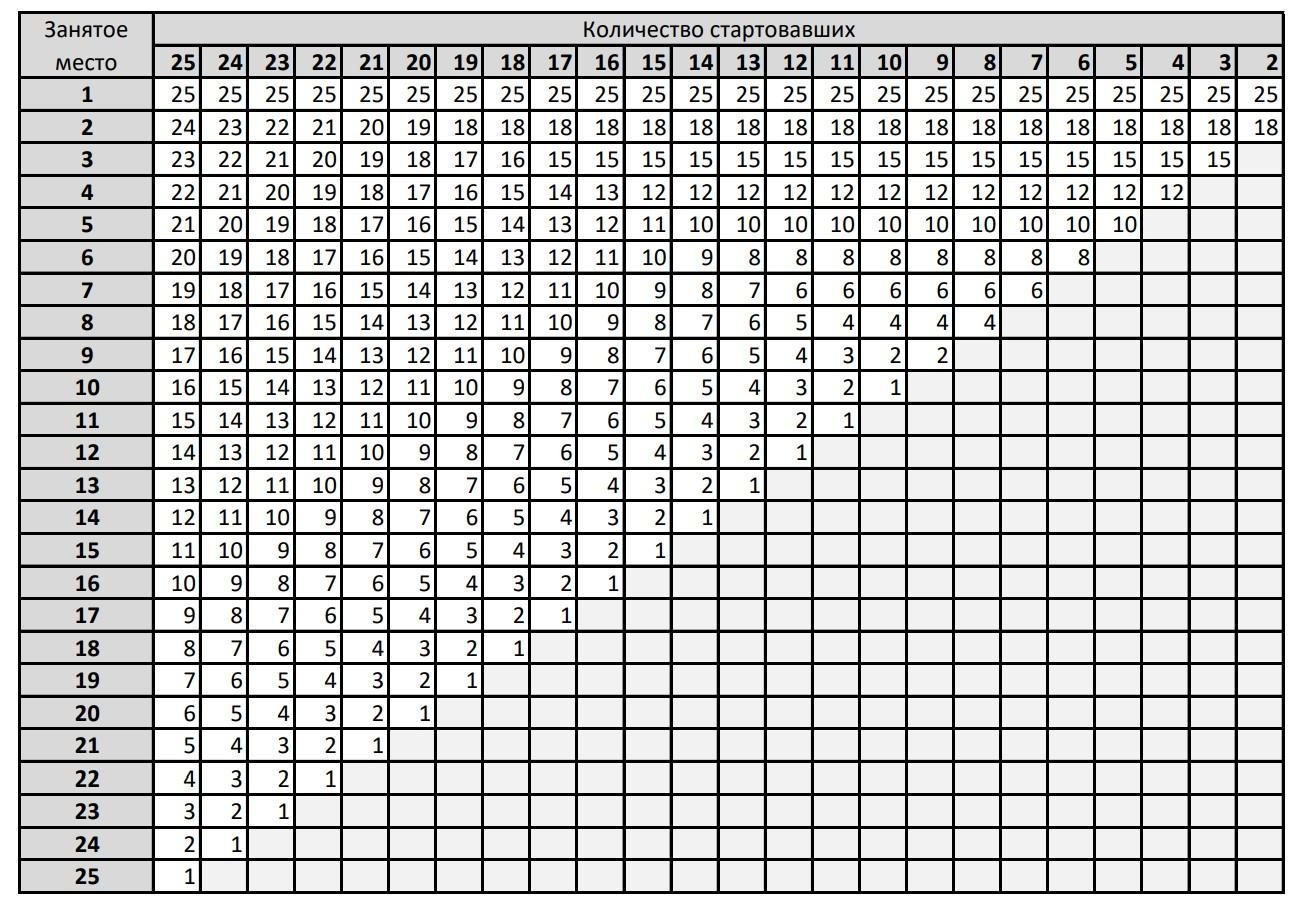 Занятое Количество стартовавших
место 25 24 23 22 21 20 19 18 17 16 15 14 13 12 11 10 9 8 7 6 5 4 3 2
1 25 25 25 25 25 25 25 25 25 25 25 25 25 25 25 25 25 25 25 25 25 25 25 25
2 24 23 22 21 20 19 18 18 18 18 18 18 18 18 18 18 18 18 18 18 18 18 18 18
3 23 22 21 20 19 18 17 16 15 15 15 15 15 15 15 15 15 15 15 15 15 15 15
4 22 21 20 19 18 17 16 15 14 13 12 12 12 12 12 12 12 12 12 12 12 12
5 21 20 19 18 17 16 15 14 13 12 11 10 10 10 10 10 10 10 10 10 10
6 20 19 18 17 16 15 14 13 12 11 10 9 8 8 8 8 8 8 8 8
7 19 18 17 16 15 14 13 12 11 10 9 8 7 6 6 6 6 6 6
8 18 17 16 15 14 13 12 11 10 9 8 7 6 5 4 4 4 4
9 17 16 15 14 13 12 11 10 9 8 7 6 5 4 3 2 2
10 16 15 14 13 12 11 10 9 8 7 6 5 4 3 2 1
11 15 14 13 12 11 10 9 8 7 6 5 4 3 2 1
12 14 13 12 11 10 9 8 7 6 5 4 3 2 1
13 13 12 11 10 9 8 7 6 5 4 3 2 1
14 12 11 10 9 8 7 6 5 4 3 2 1
15 11 10 9 8 7 6 5 4 3 2 1
16 10 9 8 7 6 5 4 3 2 1
17 9 8 7 6 5 4 3 2 1
18 8 7 6 5 4 3 2 1
19 7 6 5 4 3 2 1
20 6 5 4 3 2 1
21 5 4 3 2 1
22 4 3 2 1
23 3 2 1
24 2 1
25 1